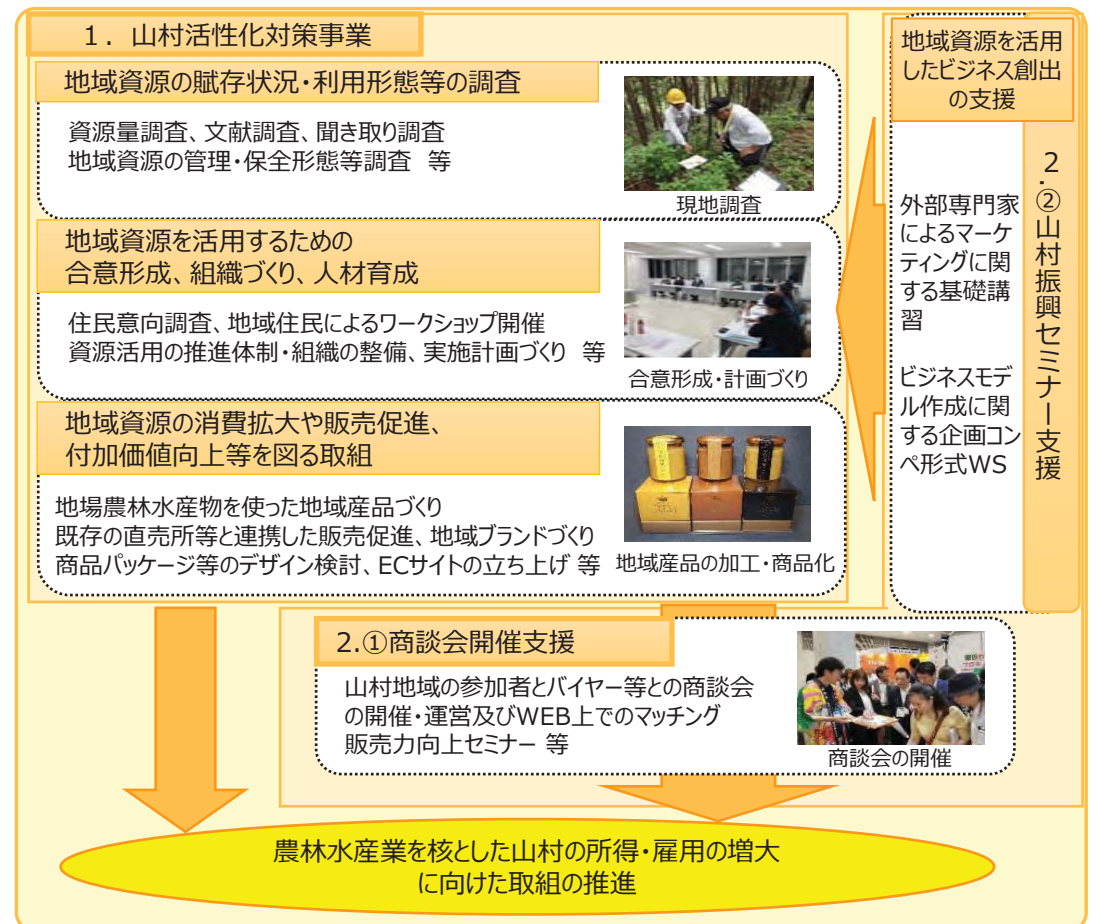 １．山村活性化対策事業
地域資源の賦存状況・利用形態等の調査
資源量調査、文献調査、聞き取り調査
地域資源の管理・保全形態等調査 等
現地調査
地域資源を活用するための
合意形成、組織づくり、人材育成
住民意向調査、地域住民によるワークショップ開催
資源活用の推進体制・組織の整備、実施計画づくり 等
合意形成・計画づくり
地域資源の消費拡大や販売促進、
付加価値向上等を図る取組
地場農林水産物を使った地域産品づくり
既存の直売所等と連携した販売促進、地域ブランドづくり
商品パッケージ等のデザイン検討、ECサイトの立ち上げ 等
地域産品の加工・商品化
地域資源を活用
したビジネス創出
の支援
2.②山村振興セミナー支援
外部専門家
によるマーケ
ティングに関
する基礎講
習
ビジネスモデ
ル作成に関
する企画コン
ペ形式WS
2.①商談会開催支援
山村地域の参加者とバイヤー等との商談会
の開催・運営及びWEB上でのマッチング
販売力向上セミナー 等
商談会の開催
農林水産業を核とした山村の所得・雇用の増大
に向けた取組の推進